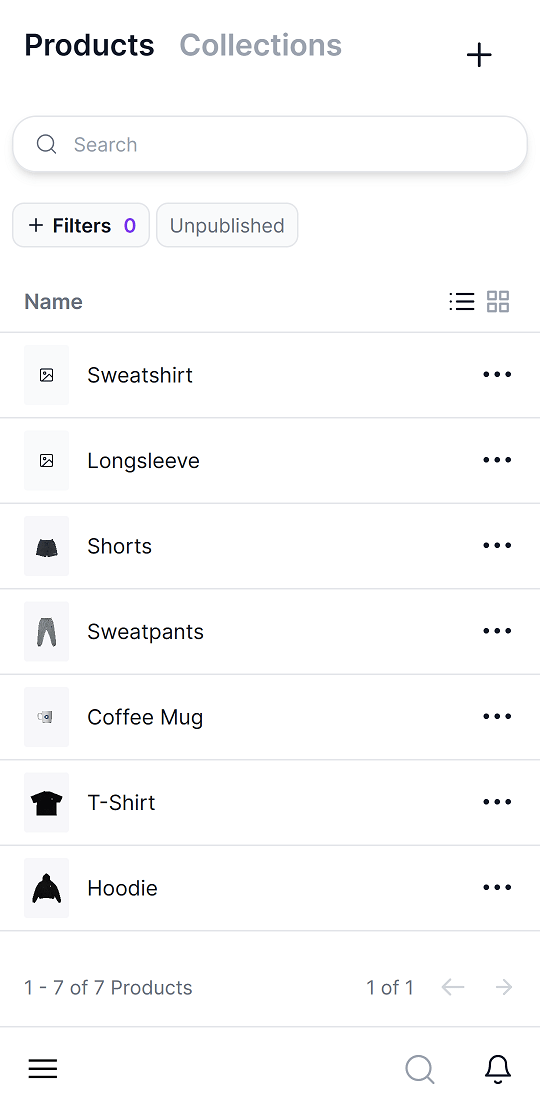 Products Collections
Search
Filters 0 Unpublished
Name
Sweatshirt
Longsleeve
Shorts
Sweatpants
Coffee Mug
T-Shirt
Hoodie
1 - 7 of 7 Products 1 of 1